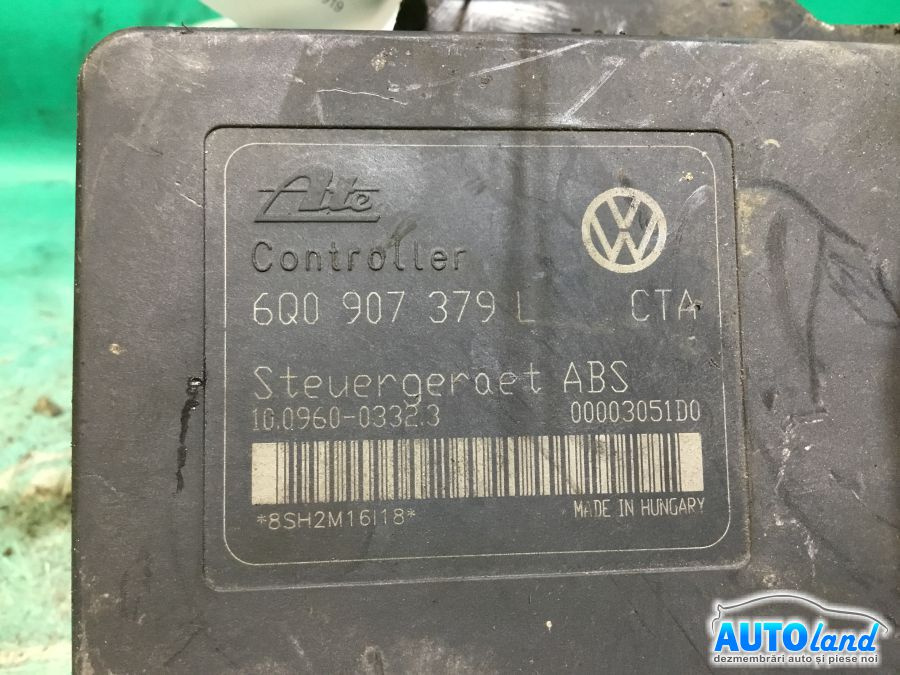 Ate
Controller
6Q0 907 379 L CTA
Steuergeraet ABS
10.0960-0332.3 00003051D0
*8SH2M16I18*
MADE IN HUNGARY
AUTOland
dezmembrări auto și piese noi